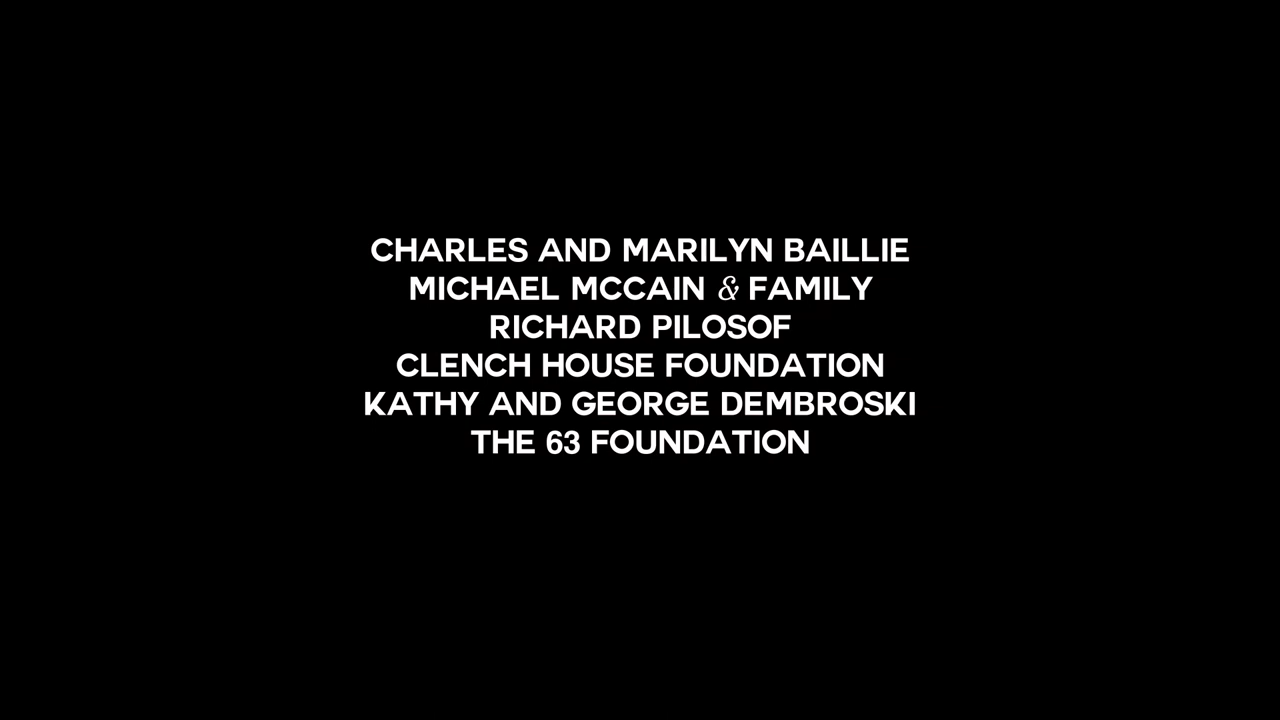 CHARLES AND MARILYN BAILLIE
MICHAEL MCCAIN & FAMILY
RICHARD PILOSOF
CLENCH HOUSE FOUNDATION
KATHY AND GEORGE DEMBROSKI
THE 63 FOUNDATION